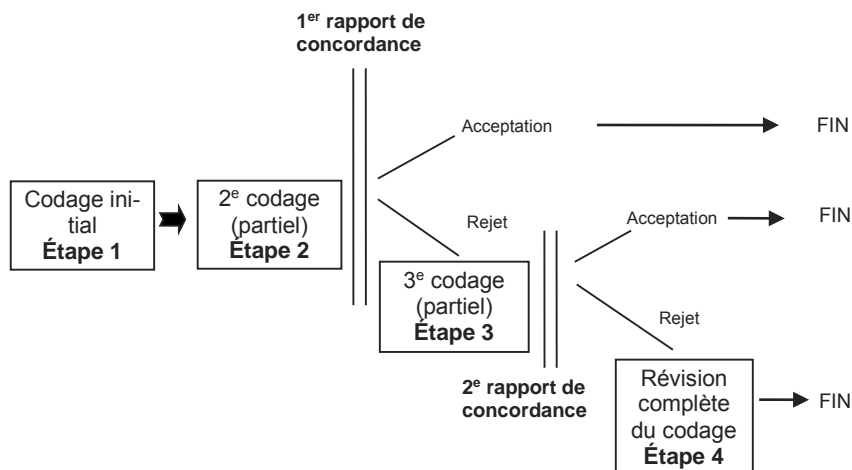 1er rapport de
concordance
Acceptation
FIN
Codage ini-
tial
Étape 1
2e codage
(partiel)
Étape 2
Rejet
Acceptation
FIN
3e codage
(partiel)
Étape 3
Rejet
2e rapport de
concordance
Révision
complète
du codage
Étape 4
FIN